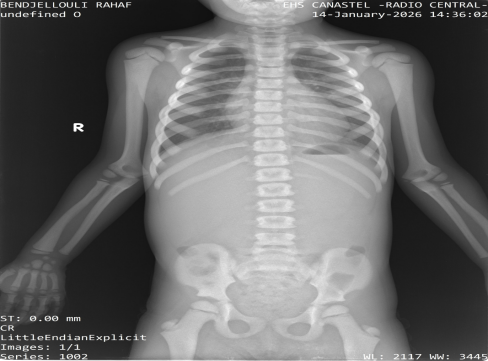 BENDJELLOULI RAHAF
undefined O
EHS CANASTEL -RADIO CENTRAL-
14-January-2026 14:36:02
R
ST: 0.00 mm
CR
LittleEndianExplicit
Images: 1/1
Series: 1002
WL: 2117 WW: 3445